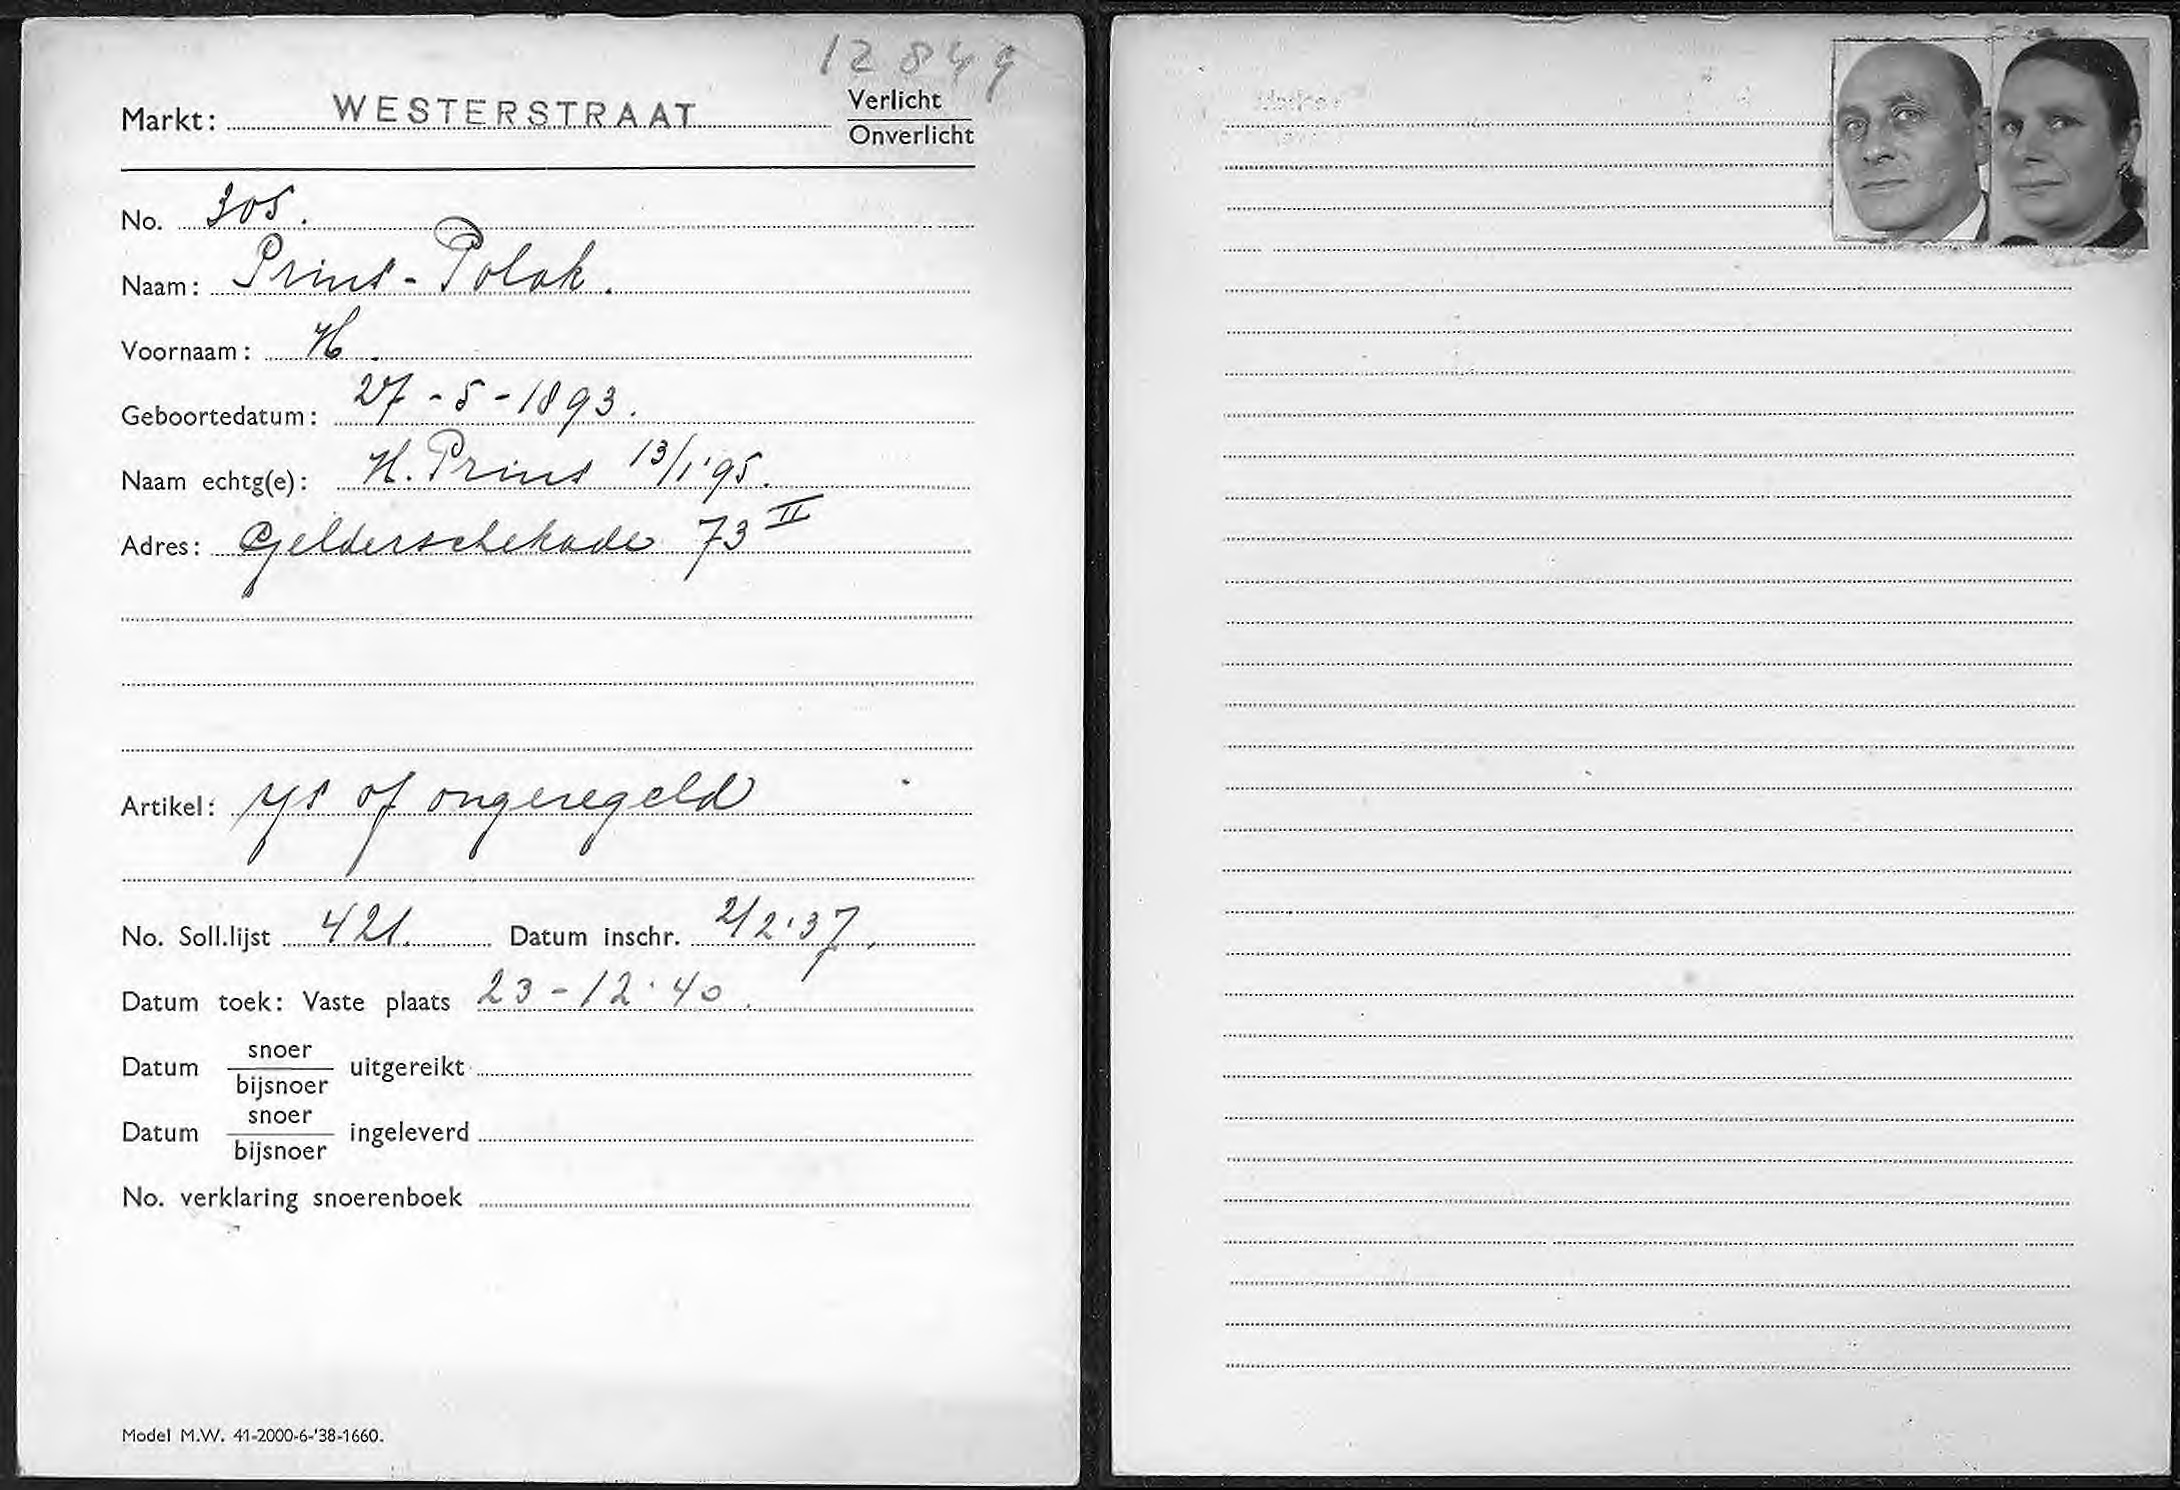 12849
Markt: WESTERSTRAAT Verlicht
Onverlicht
No. 305.
Naam: Prins - Polak.
Voornaam: H.
Geboortedatum: 27-5-1893.
Naam echtg(e): H. Prins 13/1'95.
Adres: Gelderschekade 73 II
Artikel: ys of ongeregeld
No. Soll.lijst 421. Datum inschr. 2/2'37.
Datum toek: Vaste plaats 23-12'40.
Datum snoer
bijsnoer uitgereikt
Datum snoer
bijsnoer ingeleverd
No. verklaring snoerenboek
Model M.W. 41-2000-6-'38-1660.